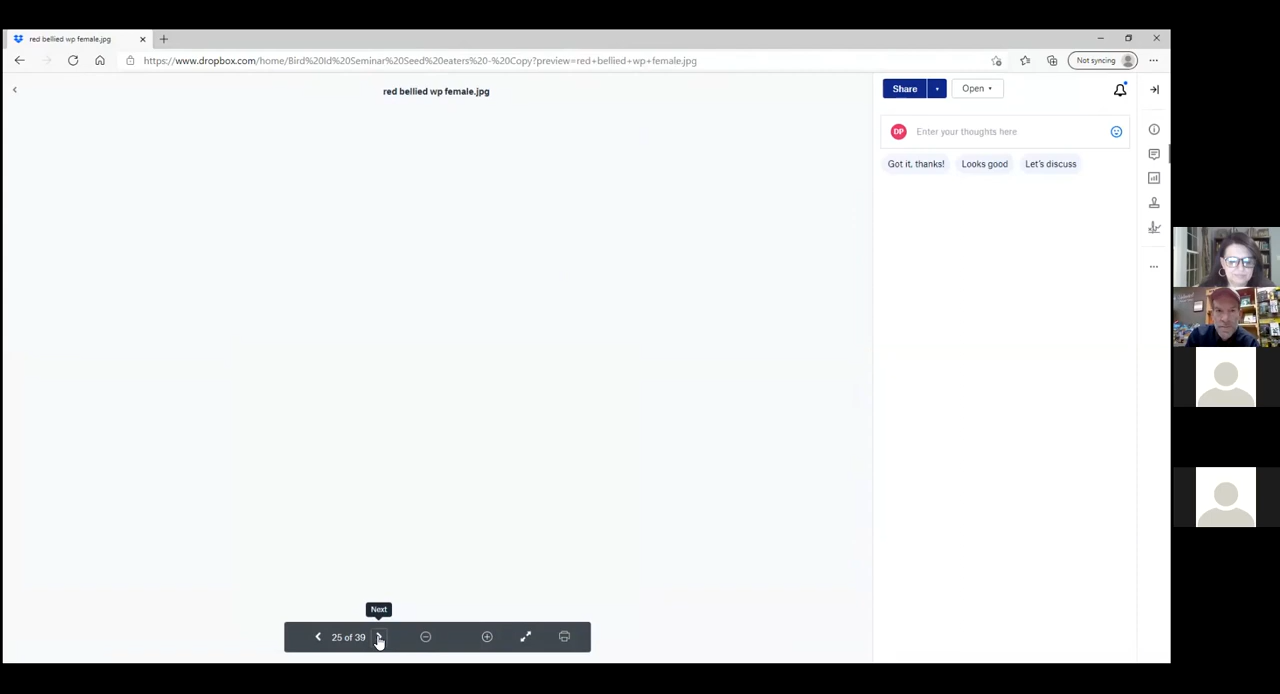 red bellied wp female.jpg
https://www.dropbox.com/home/Bird%20Id%20Seminar%20Seed%20eaters%20-%20Copy?preview=red+bellied+wp+female.jpg
Not syncing
red bellied wp female.jpg
Share
Open
DP
Enter your thoughts here
Got it, thanks!
Looks good
Let's discuss
Next
25 of 39